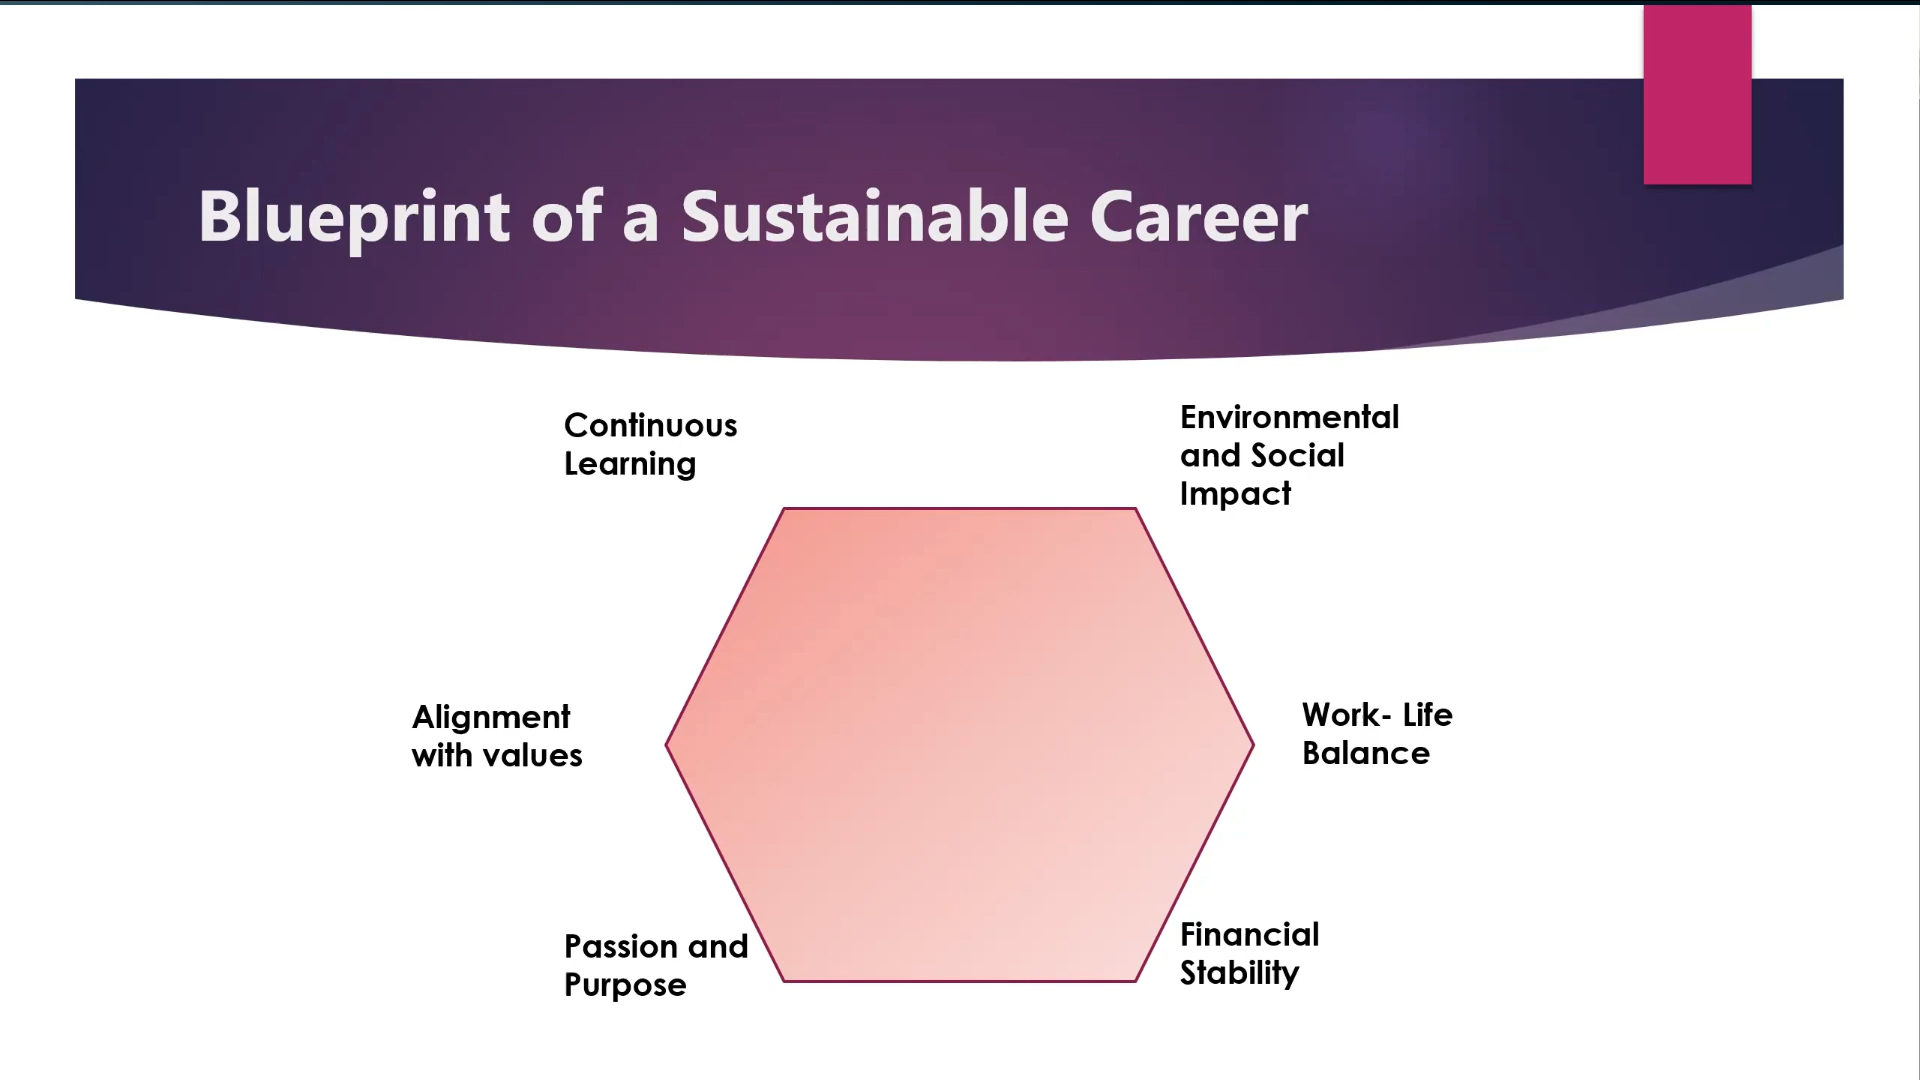 Blueprint of a Sustainable Career
Continuous
Learning
Environmental
and Social
Impact
Alignment
with values
Work- Life
Balance
Passion and
Purpose
Financial
Stability